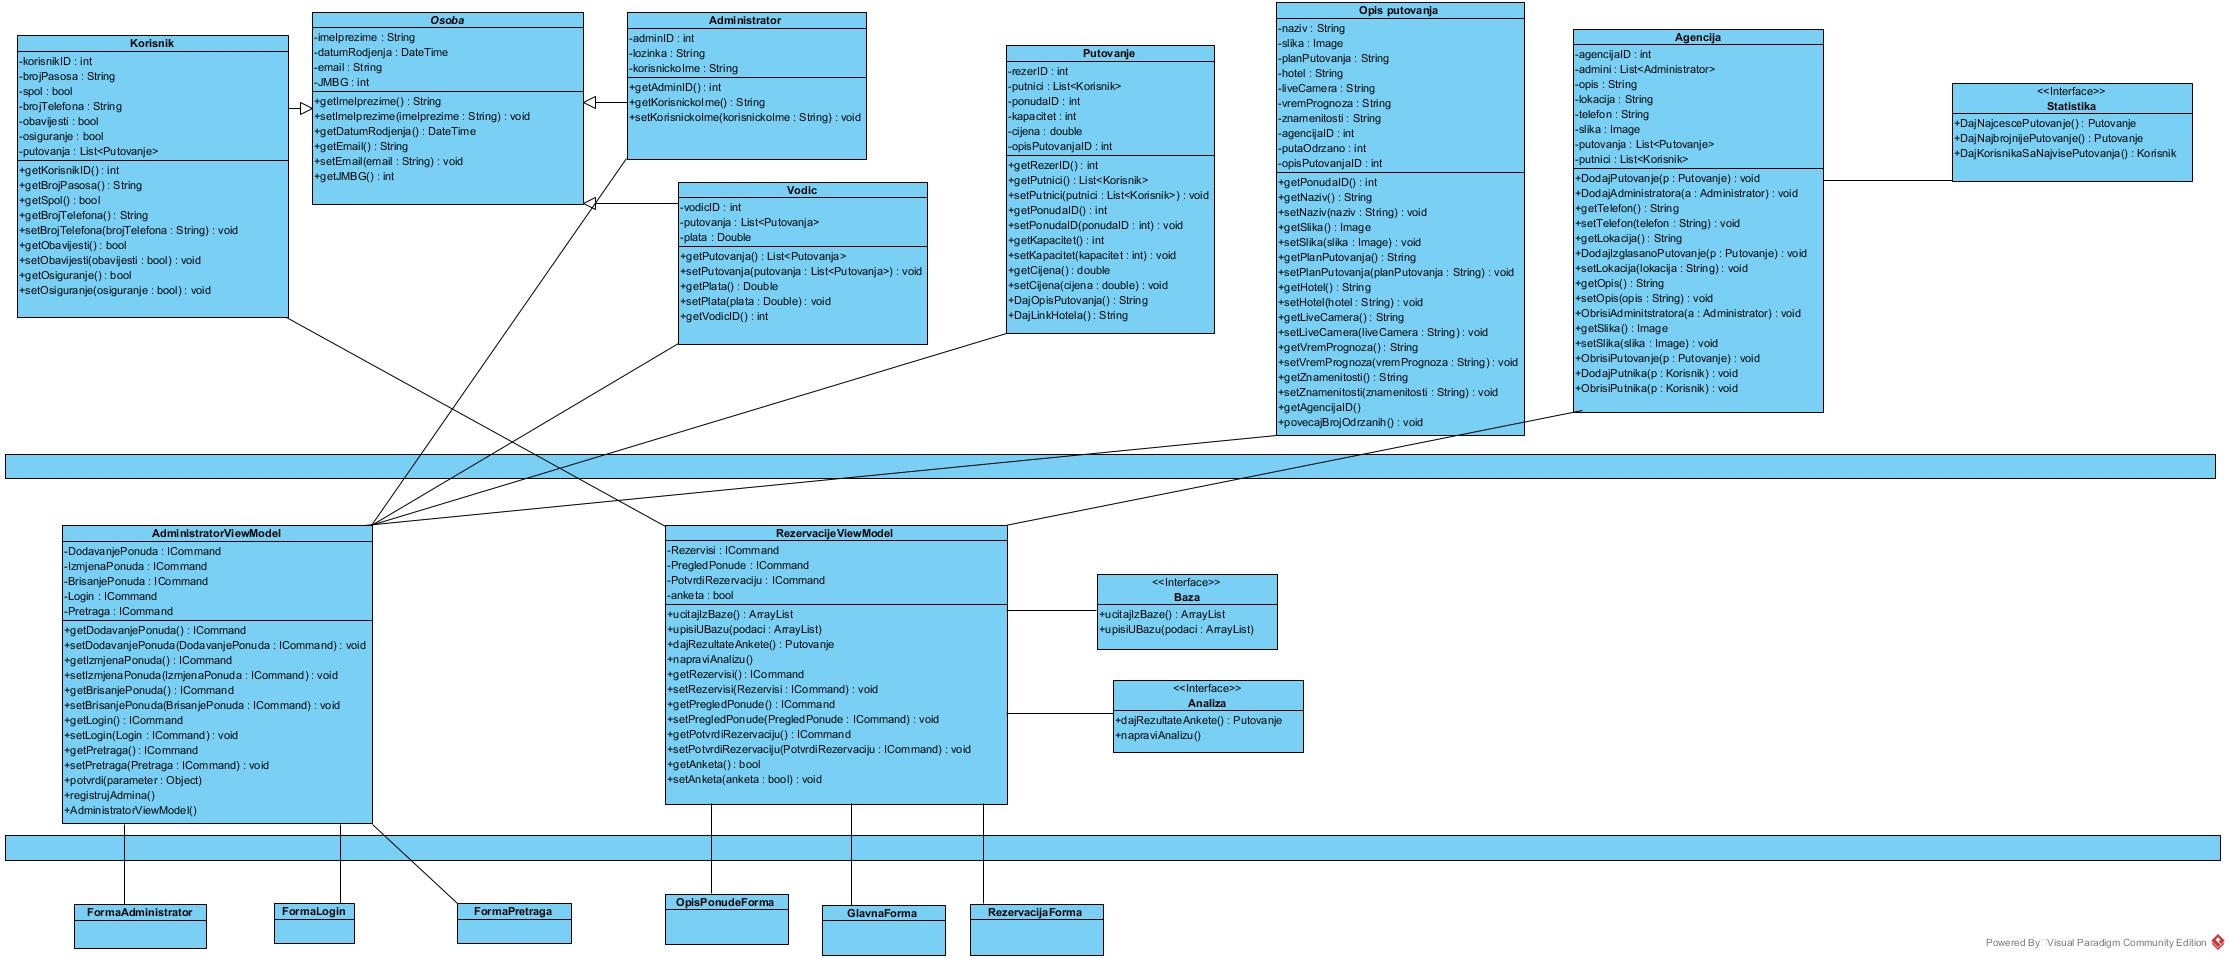 Korisnik
-korisnikID : int
-brojPasosa : String
-spol : bool
-brojTelefona : String
-obavijesti : bool
-osiguranje : bool
-putovanja : List<Putovanje>
+getKorisnikID() : int
+getBrojPasosa() : String
+getSpol() : bool
+getBrojTelefona() : String
+setBrojTelefona(brojTelefona : String) : void
+getObavijesti() : bool
+setObavijesti(obavijesti : bool) : void
+getOsiguranje() : bool
+setOsiguranje(osiguranje : bool) : void
Osoba
-imeIprezime : String
-datumRodjenja : DateTime
-email : String
-JMBG : int
+getImeIprezime() : String
+setImeIprezime(imeIprezime : String) : void
+getDatumRodjenja() : DateTime
+getEmail() : String
+setEmail(email : String) : void
+getJMBG() : int
Administrator
-adminID : int
-lozinka : String
-korisnickoIme : String
+getAdminID() : int
+getKorisnickoIme() : String
+setKorisnickoIme(korisnickoIme : String) : void
Vodic
-vodicID : int
-putovanja : List<Putovanja>
-plata : Double
+getPutovanja() : List<Putovanja>
+setPutovanja(putovanja : List<Putovanja>) : void
+getPlata() : Double
+setPlata(plata : Double) : void
+getVodicID() : int
Putovanje
-rezerID : int
-putnici : List<Korisnik>
-ponudaID : int
-kapacitet : int
-cijena : double
-opisPutovanjaID : int
+getRezerID() : int
+getPutnici() : List<Korisnik>
+setPutnici(putnici : List<Korisnik>) : void
+getPonudaID() : int
+setPonudaID(ponudaID : int) : void
+getKapacitet() : int
+setKapacitet(kapacitet : int) : void
+getCijena() : double
+setCijena(cijena : double) : void
+DajOpisPutovanja() : String
+DajLinkHotela() : String
Opis putovanja
-naziv : String
-slika : Image
-planPutovanja : String
-hotel : String
-liveCamera : String
-vremPrognoza : String
-znamenitosti : String
-agencijaID : int
-putaOdrzano : int
-opisPutovanjaID : int
+getPonudaID() : int
+getNaziv() : String
+setNaziv(naziv : String) : void
+getSlika() : Image
+setSlika(slika : Image) : void
+getPlanPutovanja() : String
+setPlanPutovanja(planPutovanja : String) : void
+getHotel() : String
+setHotel(hotel : String) : void
+getLiveCamera() : String
+setLiveCamera(liveCamera : String) : void
+getVremPrognoza() : String
+setVremPrognoza(vremPrognoza : String) : void
+getZnamenitosti() : String
+setZnamenitosti(znamenitosti : String) : void
+getAgencijaID()
+povecajBrojOdrzanih() : void
Agencija
-agencijaID : int
-admini : List<Administrator>
-opis : String
-lokacija : String
-telefon : String
-slika : Image
-putovanja : List<Putovanje>
-putnici : List<Korisnik>
+DodajPutovanje(p : Putovanje) : void
+DodajAdministratora(a : Administrator) : void
+getTelefon() : String
+setTelefon(telefon : String) : void
+getLokacija() : String
+DodajIzglasanoPutovanje(p : Putovanje) : void
+setLokacija(lokacija : String) : void
+getOpis() : String
+setOpis(opis : String) : void
+ObrisiAdminitstratora(a : Administrator) : void
+getSlika() : Image
+setSlika(slika : Image) : void
+ObrisiPutovanje(p : Putovanje) : void
+DodajPutnika(p : Korisnik) : void
+ObrisiPutnika(p : Korisnik) : void
<<Interface>>
Statistika
+DajNajcescePutovanje() : Putovanje
+DajNajbrojnijePutovanje() : Putovanje
+DajKorisnikaSaNajvisePutovanja() : Korisnik
AdministratorViewModel
-DodavanjePonuda : ICommand
-IzmjenaPonuda : ICommand
-BrisanjePonuda : ICommand
-Login : ICommand
-Pretraga : ICommand
+getDodavanjePonuda() : ICommand
+setDodavanjePonuda(DodavanjePonuda : ICommand) : void
+getIzmjenaPonuda() : ICommand
+setIzmjenaPonuda(IzmjenaPonuda : ICommand) : void
+getBrisanjePonuda() : ICommand
+setBrisanjePonuda(BrisanjePonuda : ICommand) : void
+getLogin() : ICommand
+setLogin(Login : ICommand) : void
+getPretraga() : ICommand
+setPretraga(Pretraga : ICommand) : void
+potvrdi(parameter : Object)
+registrujAdmina()
+AdministratorViewModel()
RezervacijeViewModel
-Rezervisi : ICommand
-PregledPonude : ICommand
-PotvrdiRezervaciju : ICommand
-anketa : bool
+ucitajIzBaze() : ArrayList
+upisiUBazu(podaci : ArrayList)
+dajRezultateAnkete() : Putovanje
+napraviAnalizu()
+getRezervisi() : ICommand
+setRezervisi(Rezervisi : ICommand) : void
+getPregledPonude() : ICommand
+setPregledPonude(PregledPonude : ICommand) : void
+getPotvrdiRezervaciju() : ICommand
+setPotvrdiRezervaciju(PotvrdiRezervaciju : ICommand) : void
+getAnketa() : bool
+setAnketa(anketa : bool) : void
<<Interface>>
Baza
+ucitajIzBaze() : ArrayList
+upisiUBazu(podaci : ArrayList)
<<Interface>>
Analiza
+dajRezultateAnkete() : Putovanje
+napraviAnalizu()
FormaAdministrator
FormaLogin
FormaPretraga
OpisPonudeForma
GlavnaForma
RezervacijaForma
Powered By Visual Paradigm Community Edition